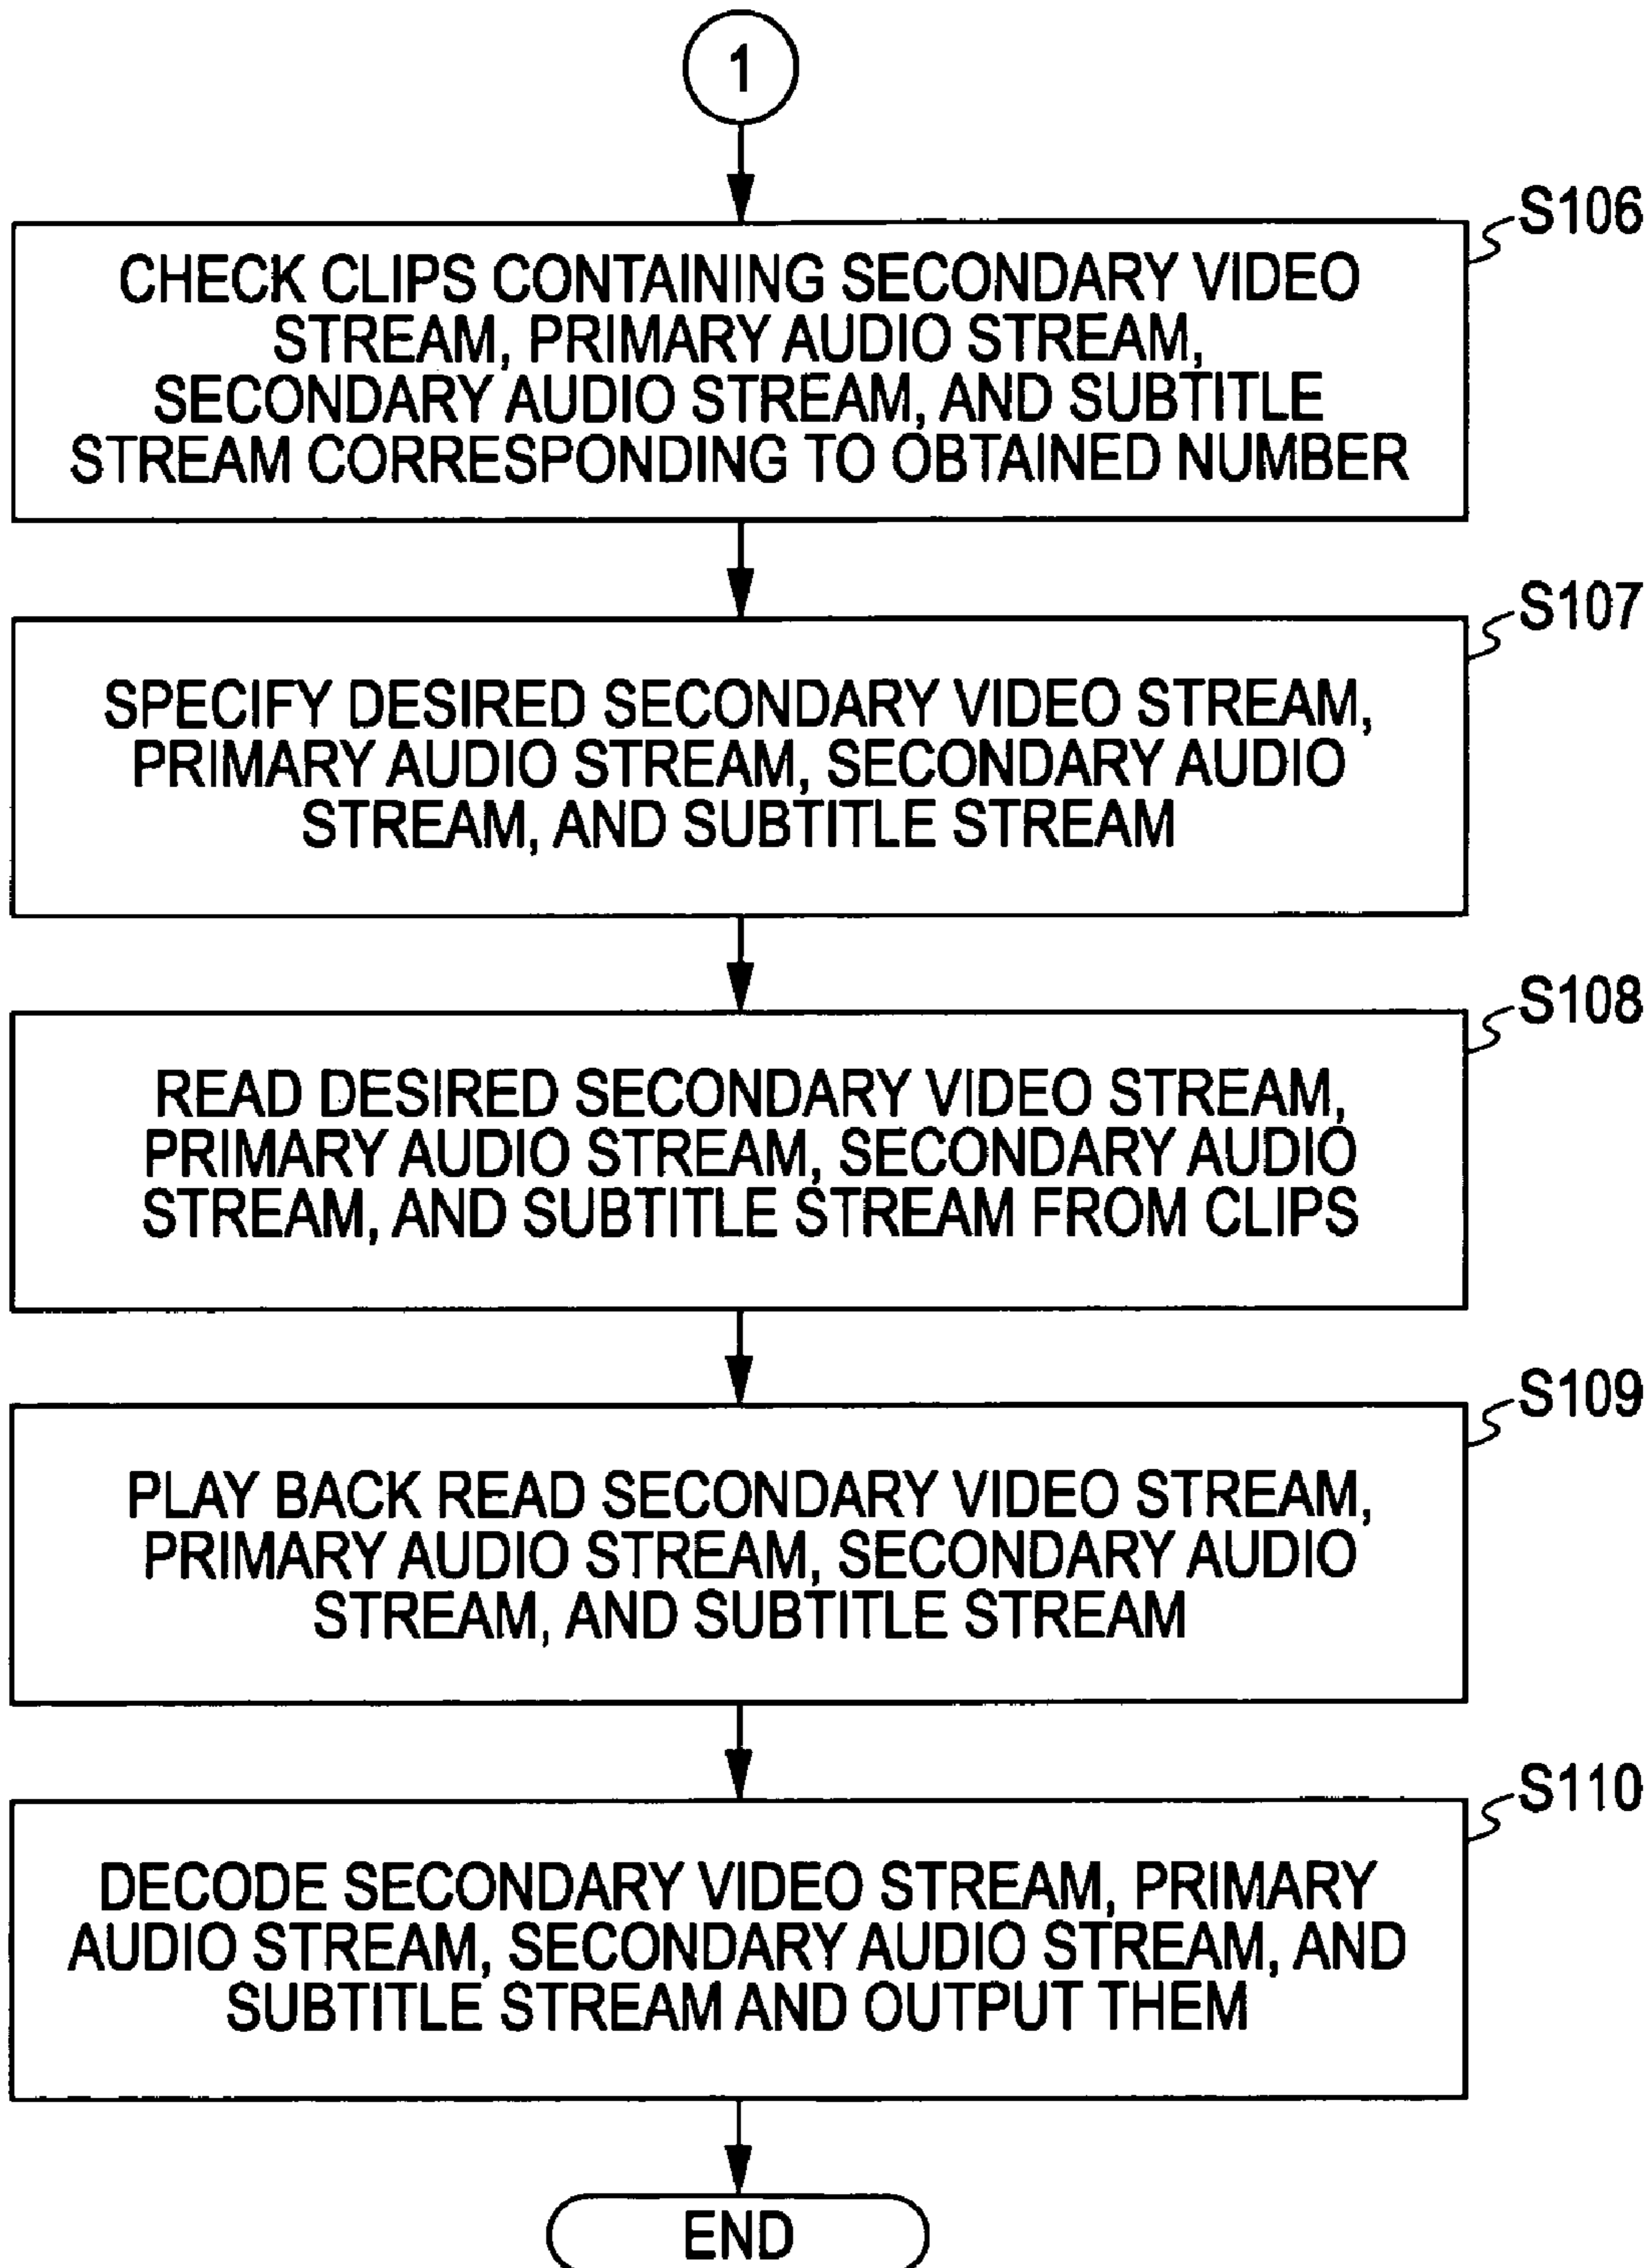 1
S106
CHECK CLIPS CONTAINING SECONDARY VIDEO
STREAM, PRIMARY AUDIO STREAM,
SECONDARY AUDIO STREAM, AND SUBTITLE
STREAM CORRESPONDING TO OBTAINED NUMBER
S107
SPECIFY DESIRED SECONDARY VIDEO STREAM,
PRIMARY AUDIO STREAM, SECONDARY AUDIO
STREAM, AND SUBTITLE STREAM
S108
READ DESIRED SECONDARY VIDEO STREAM,
PRIMARY AUDIO STREAM, SECONDARY AUDIO
STREAM, AND SUBTITLE STREAM FROM CLIPS
S109
PLAY BACK READ SECONDARY VIDEO STREAM,
PRIMARY AUDIO STREAM, SECONDARY AUDIO
STREAM, AND SUBTITLE STREAM
S110
DECODE SECONDARY VIDEO STREAM, PRIMARY
AUDIO STREAM, SECONDARY AUDIO STREAM, AND
SUBTITLE STREAM AND OUTPUT THEM
END